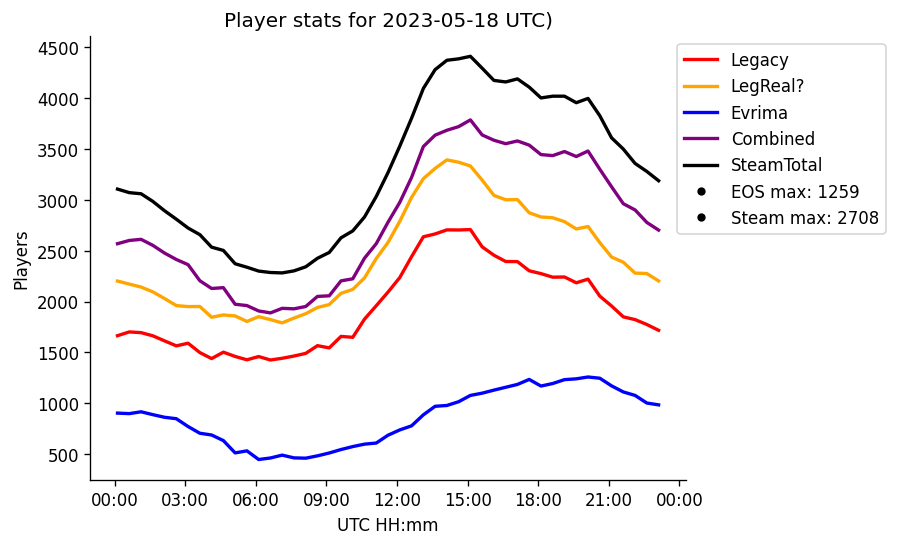 Player stats for 2023-05-18 UTC)
Players
4500
4000
3500
3000
2500
2000
1500
1000
500
00:00 03:00 06:00 09:00 12:00 15:00 18:00 21:00 00:00
UTC HH:mm
Legacy
LegReal?
Evrima
Combined
SteamTotal
EOS max: 1259
Steam max: 2708